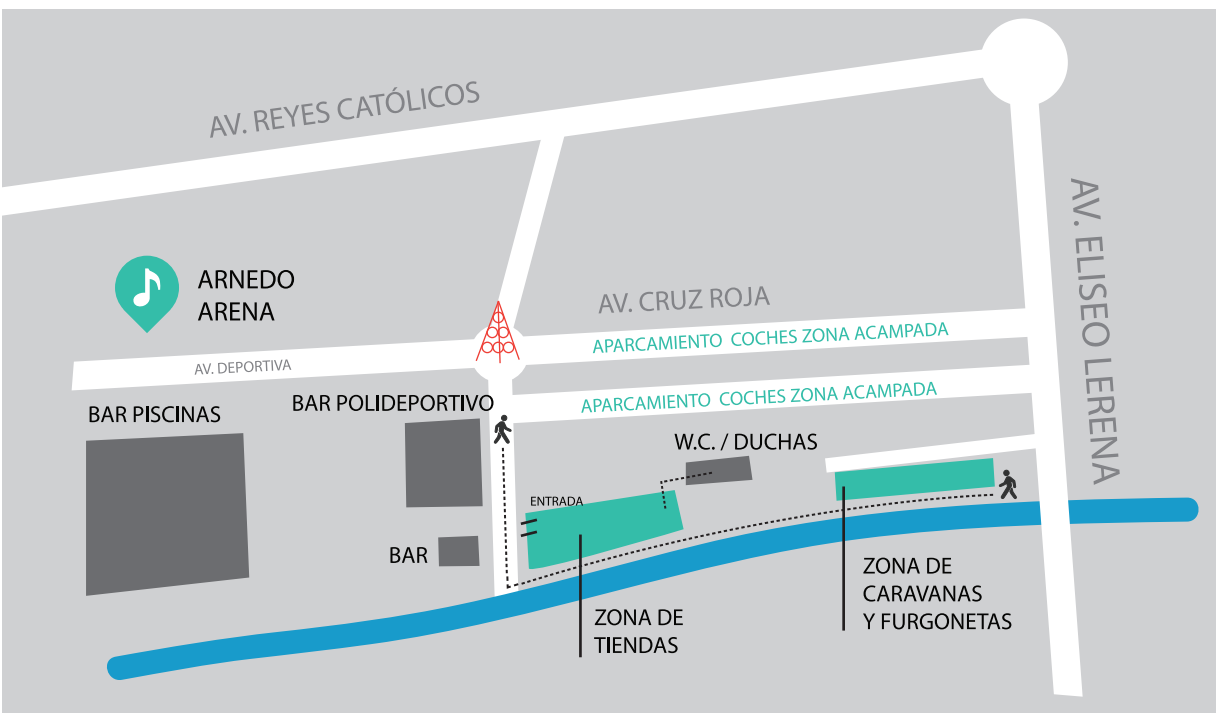 AV. REYES CATÓLICOS
AV. ELISEO LERENA
ARNEDO
ARENA
AV. CRUZ ROJA
APARCAMIENTO COCHES ZONA ACAMPADA
AV. DEPORTIVA
APARCAMIENTO COCHES ZONA ACAMPADA
BAR PISCINAS
BAR POLIDEPORTIVO
W.C. / DUCHAS
ENTRADA
BAR
ZONA DE
TIENDAS
ZONA DE
CARAVANAS
Y FURGONETAS